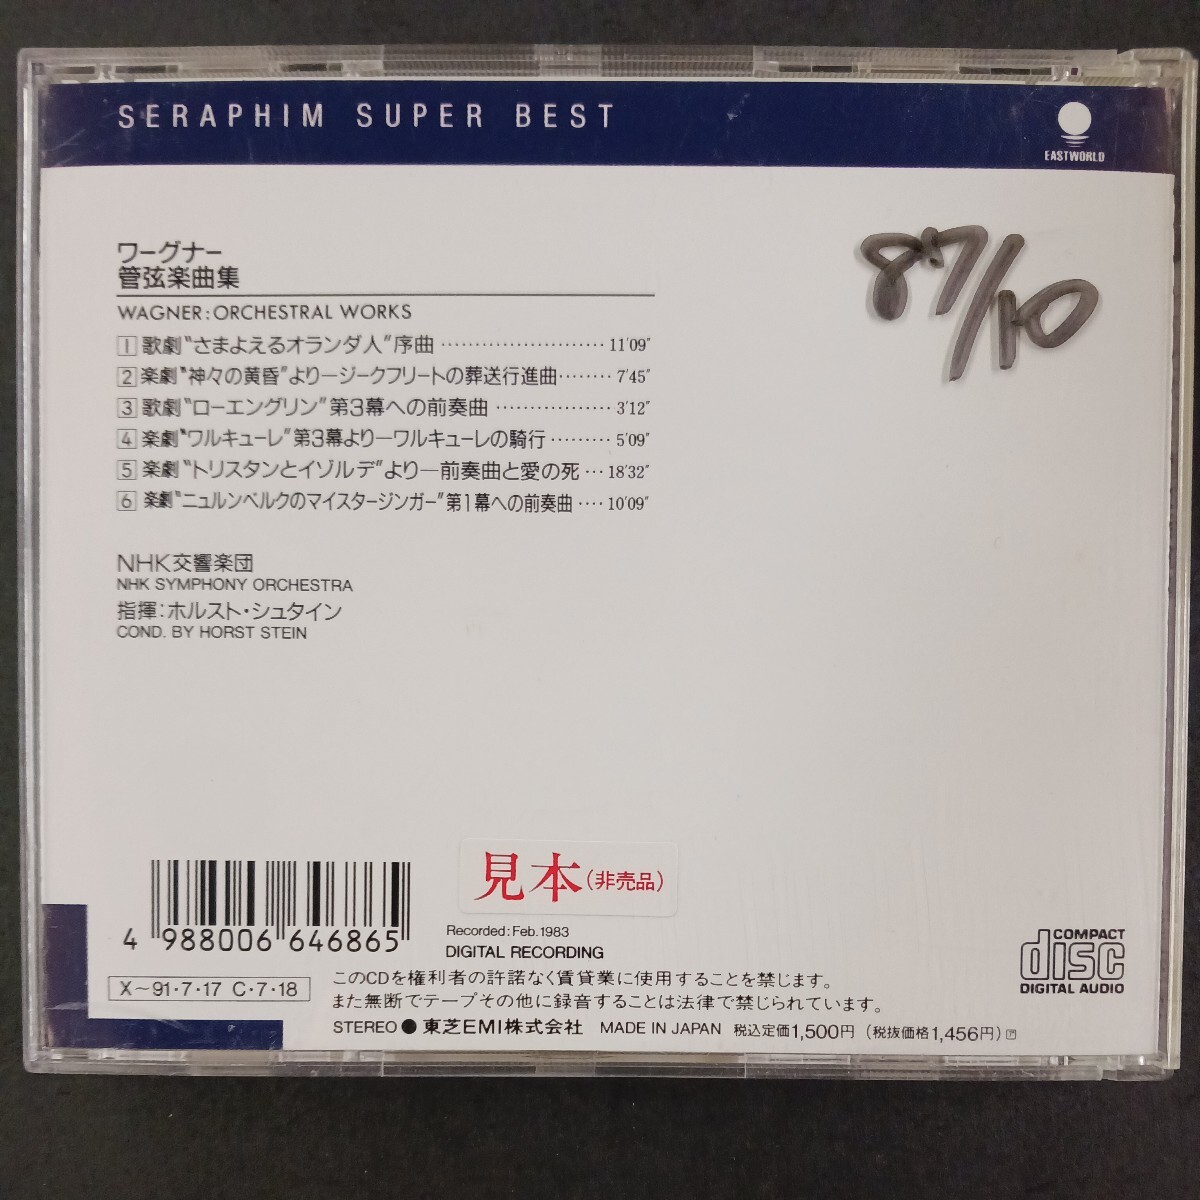 SERAPHIM SUPER BEST
EASTWORLD
87/10
ワーグナー
管弦楽曲集
WAGNER:ORCHESTRAL WORKS
1 歌劇“さまよえるオランダ人”序曲 ························ 11'09"
2 楽劇“神々の黄昏”より—ジークフリートの葬送行進曲········ 7'45"
3 歌劇“ローエングリン”第3幕への前奏曲 ················· 3'12"
4 楽劇“ワルキューレ”第3幕より—ワルキューレの騎行 ········· 5'09"
5 楽劇“トリスタンとイゾルデ”より—前奏曲と愛の死 ··· 18'32"
6 楽劇“ニュルンベルクのマイスタージンガー”第1幕への前奏曲 ···· 10'09"
NHK交響楽団
NHK SYMPHONY ORCHESTRA
指揮:ホルスト・シュタイン
COND. BY HORST STEIN
見本(非売品)
4 988006 646865
Recorded:Feb.1983
DIGITAL RECORDING
COMPACT
disc
DIGITAL AUDIO
X〜91・7・17 C・7・18
このCDを権利者の許諾なく賃貸業に使用することを禁じます。
また無断でテープその他に録音することは法律で禁じられています。
STEREO ● 東芝EMI株式会社 MADE IN JAPAN 税込定価1,500円 (税抜価格1,456円)